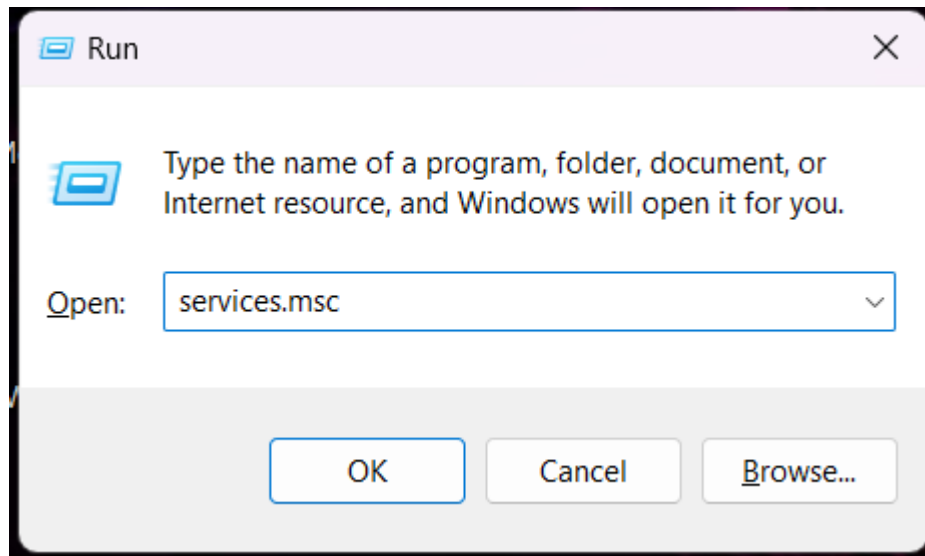 Run
Type the name of a program, folder, document, or
Internet resource, and Windows will open it for you.
Open: services.msc
OK Cancel Browse...